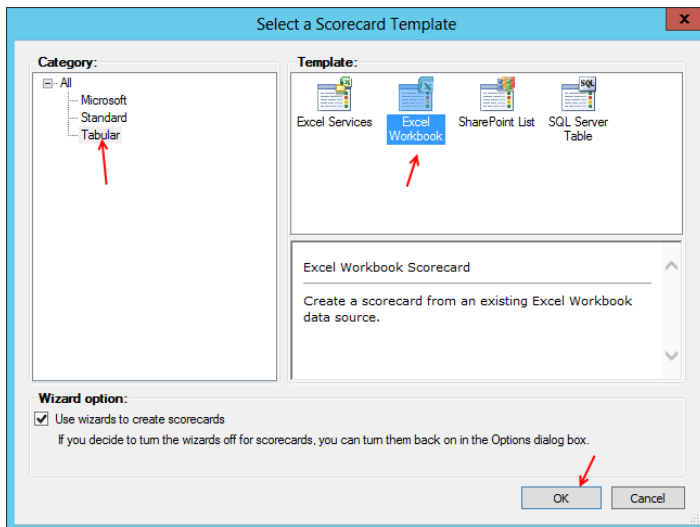 Select a Scorecard Template
x
Category:
All
Microsoft
Standard
Tabular
Template:
Excel Services
Excel
Workbook
SharePoint List
SQL
SQL Server
Table
Excel Workbook Scorecard
Create a scorecard from an existing Excel Workbook
data source.
Wizard option:
Use wizards to create scorecards
If you decide to turn the wizards off for scorecards, you can turn them back on in the Options dialog box.
OK
Cancel